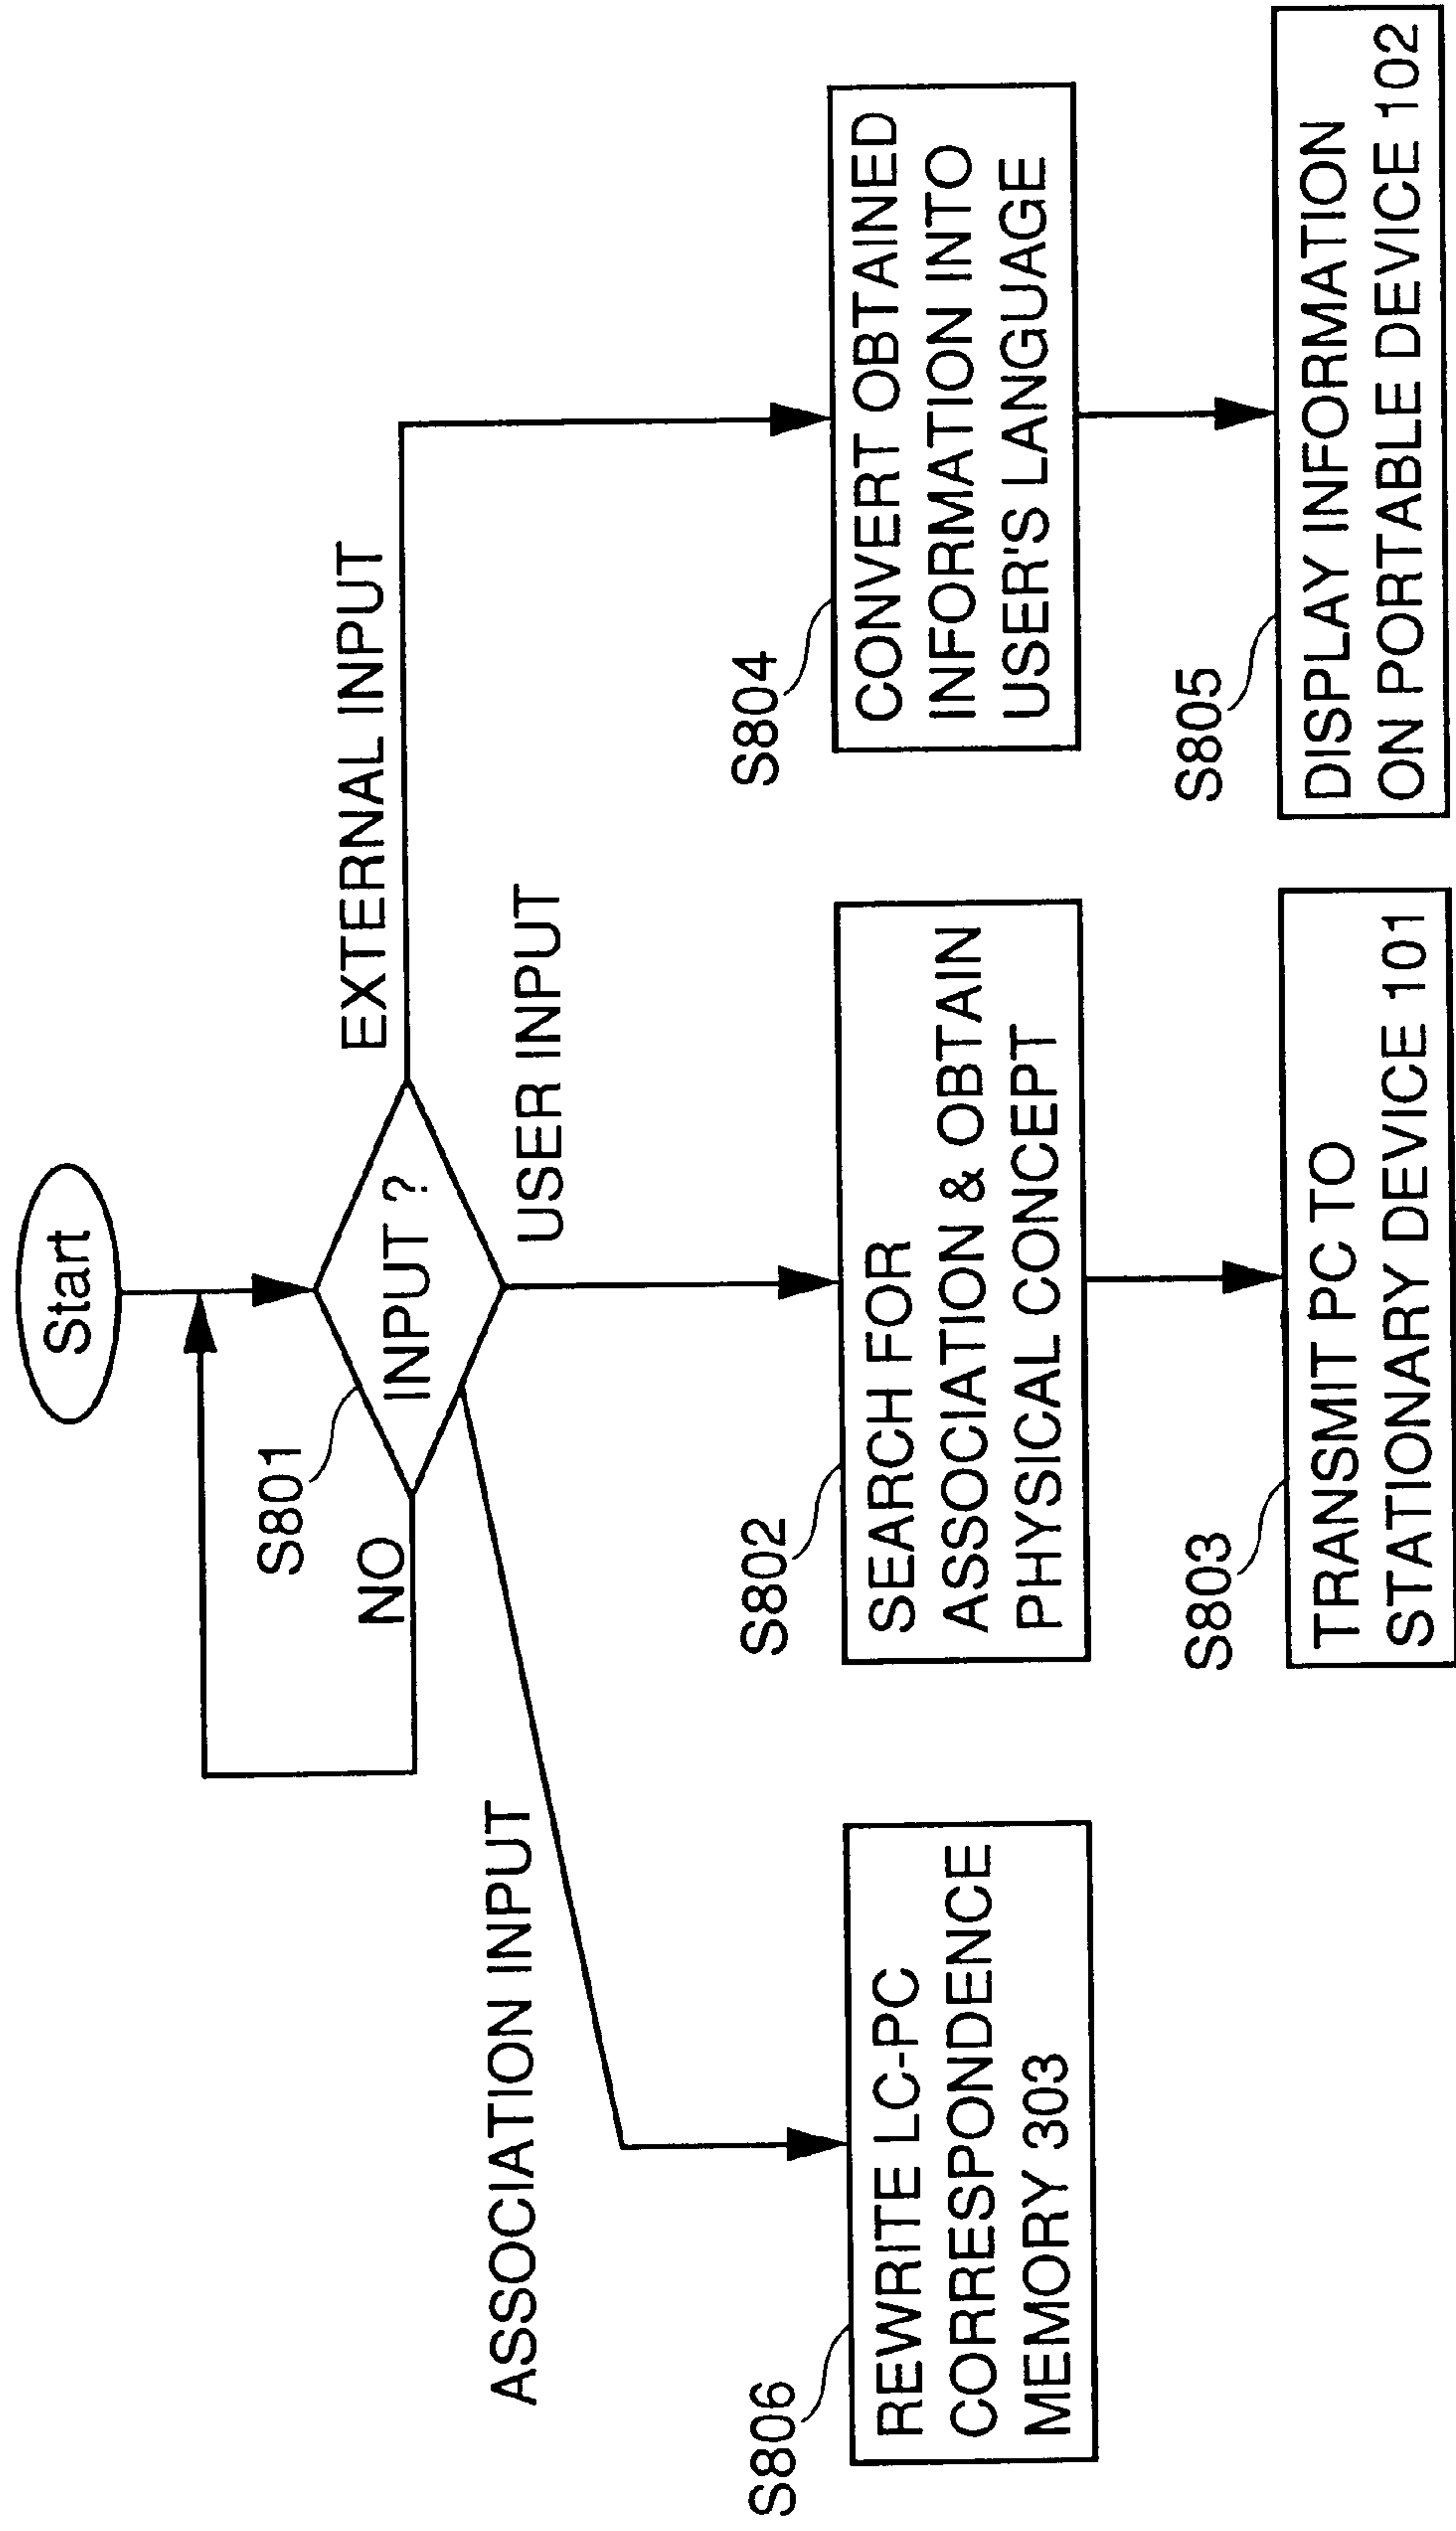 Start
S801
INPUT ?
NO
EXTERNAL INPUT
USER INPUT
ASSOCIATION INPUT
S806
REWRITE LC-PC
CORRESPONDENCE
MEMORY 303
S802
SEARCH FOR
ASSOCIATION & OBTAIN
PHYSICAL CONCEPT
S804
CONVERT OBTAINED
INFORMATION INTO
USER'S LANGUAGE
S803
TRANSMIT PC TO
STATIONARY DEVICE 101
S805
DISPLAY INFORMATION
ON PORTABLE DEVICE 102